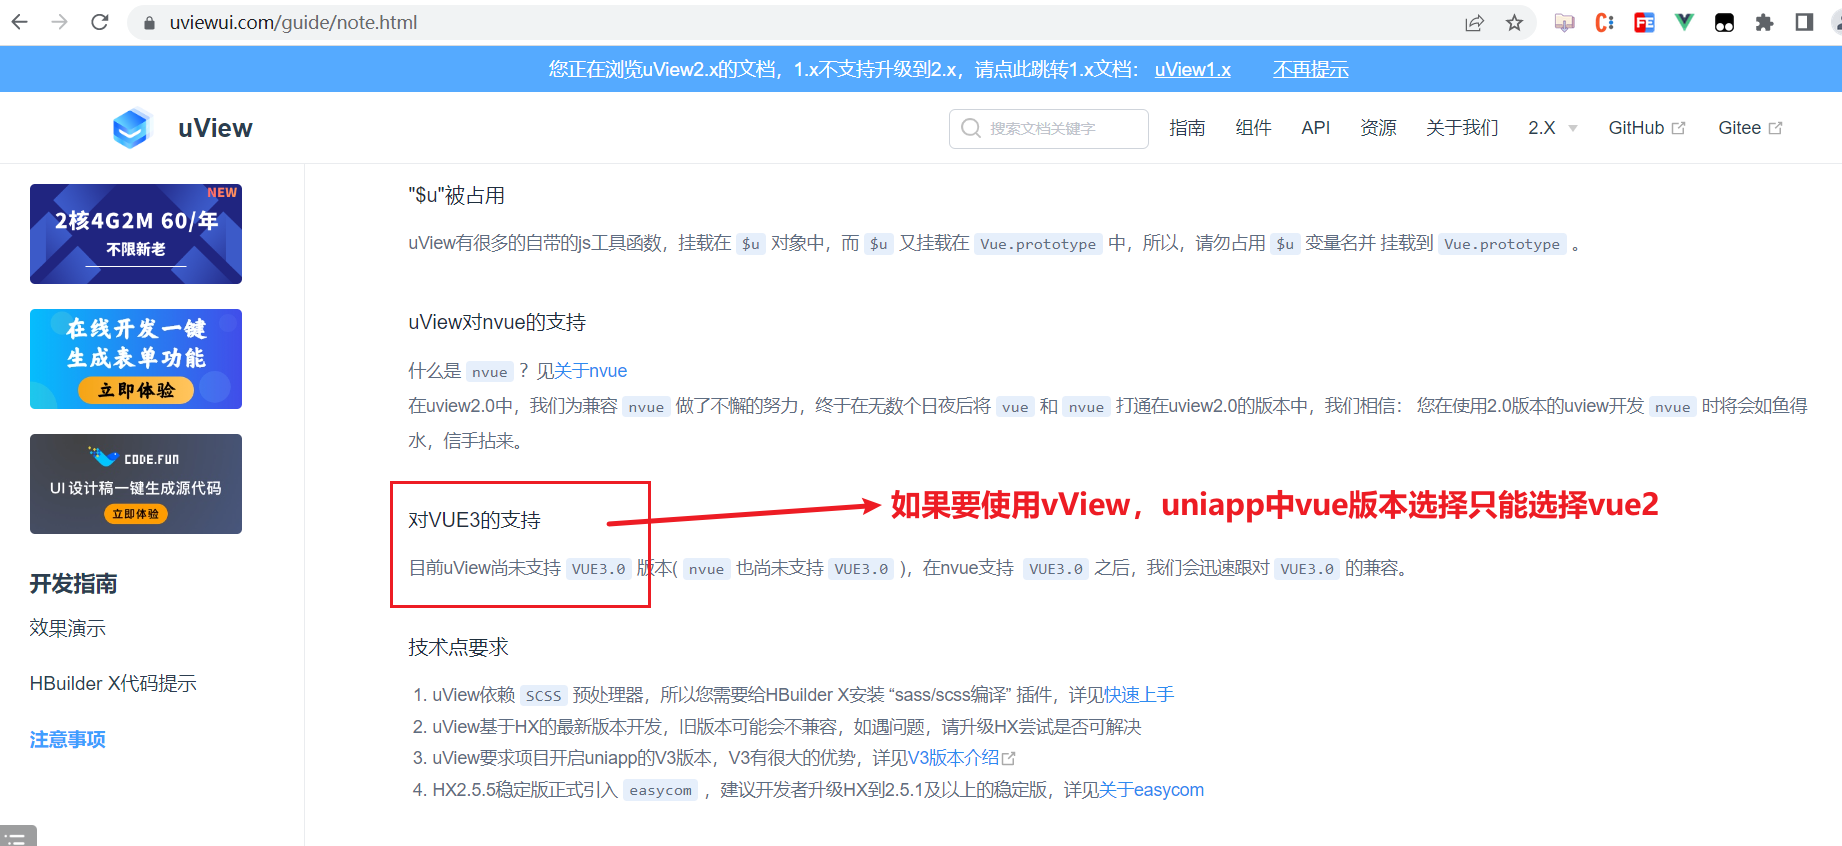 uviewui.com/guide/note.html
您正在浏览uView2.x的文档，1.x不支持升级到2.x，请点此跳转1.x文档： uView1.x 不再提示
uView
搜索文档关键字
指南 组件 API 资源 关于我们 2.X GitHub Gitee
NEW
2核4G2M 60/年
不限新老
在线开发一键
生成表单功能
立即体验
CODE.FUN
UI 设计稿一键生成源代码
立即体验
开发指南
效果演示
HBuilder X代码提示
注意事项
"$u"被占用
uView有很多的自带的js工具函数，挂载在 $u 对象中，而 $u 又挂载在 Vue.prototype 中，所以，请勿占用 $u 变量名并 挂载到 Vue.prototype 。
uView对nvue的支持
什么是 nvue ？见关于nvue
在uview2.0中，我们为兼容 nvue 做了不懈的努力，终于在无数个日夜后将 vue 和 nvue 打通在uview2.0的版本中，我们相信： 您在使用2.0版本的uview开发 nvue 时将会如鱼得
水，信手拈来。
对VUE3的支持
如果要使用vView，uniapp中vue版本选择只能选择vue2
目前uView尚未支持 VUE3.0 版本( nvue 也尚未支持 VUE3.0 )，在nvue支持 VUE3.0 之后，我们会迅速跟对 VUE3.0 的兼容。
技术点要求
1. uView依赖 SCSS 预处理器，所以您需要给HBuilder X安装 “sass/scss编译” 插件，详见快速上手
2. uView基于HX的最新版本开发，旧版本可能会不兼容，如遇问题，请升级HX尝试是否可解决
3. uView要求项目开启uniapp的V3版本，V3有很大的优势，详见V3版本介绍
4. HX2.5.5稳定版正式引入 easycom ，建议开发者升级HX到2.5.1及以上的稳定版，详见关于easycom